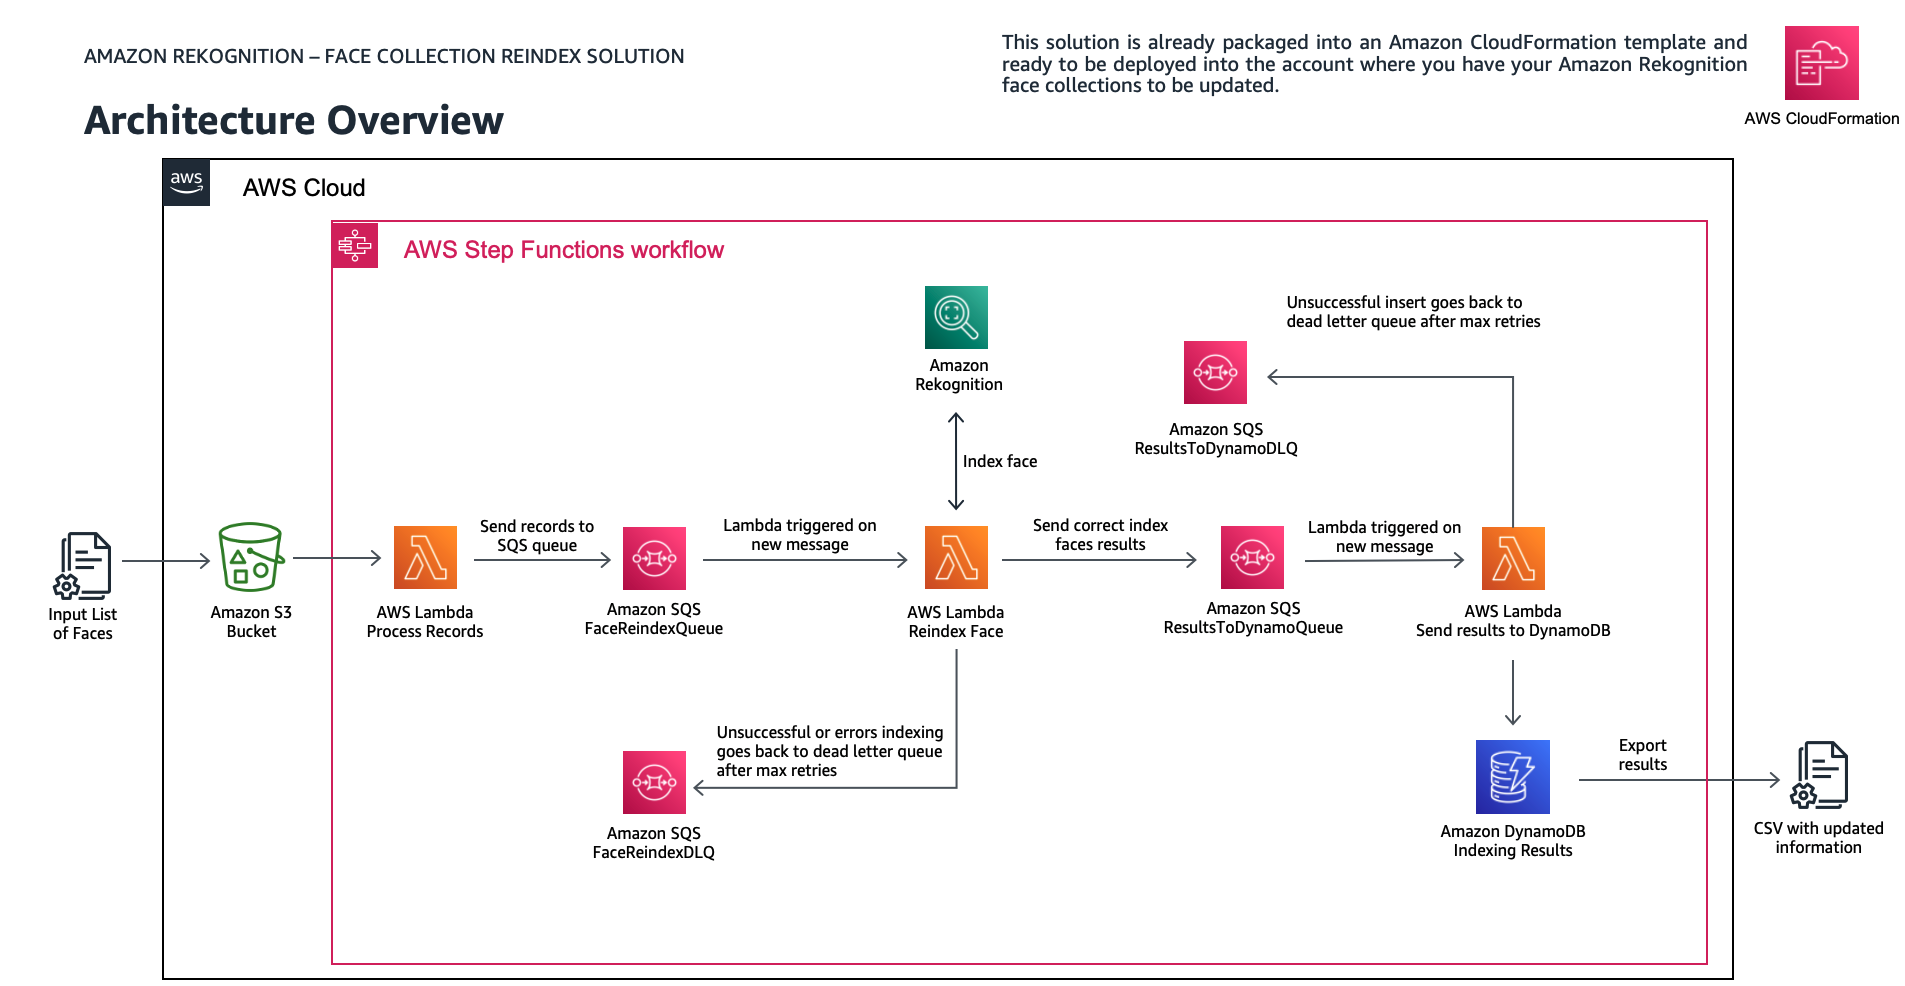 AMAZON REKOGNITION – FACE COLLECTION REINDEX SOLUTION
Architecture Overview
This solution is already packaged into an Amazon CloudFormation template and
ready to be deployed into the account where you have your Amazon Rekognition
face collections to be updated.
AWS CloudFormation
aws
AWS Cloud
AWS Step Functions workflow
Amazon
Rekognition
Index face
Unsuccessful insert goes back to
dead letter queue after max retries
Amazon SQS
ResultsToDynamoDLQ
Input List
of Faces
Amazon S3
Bucket
AWS Lambda
Process Records
Send records to
SQS queue
Amazon SQS
FaceReindexQueue
Lambda triggered on
new message
AWS Lambda
Reindex Face
Send correct index
faces results
Amazon SQS
ResultsToDynamoQueue
Lambda triggered on
new message
AWS Lambda
Send results to DynamoDB
Unsuccessful or errors indexing
goes back to dead letter queue
after max retries
Amazon SQS
FaceReindexDLQ
Amazon DynamoDB
Indexing Results
Export
results
CSV with updated
information